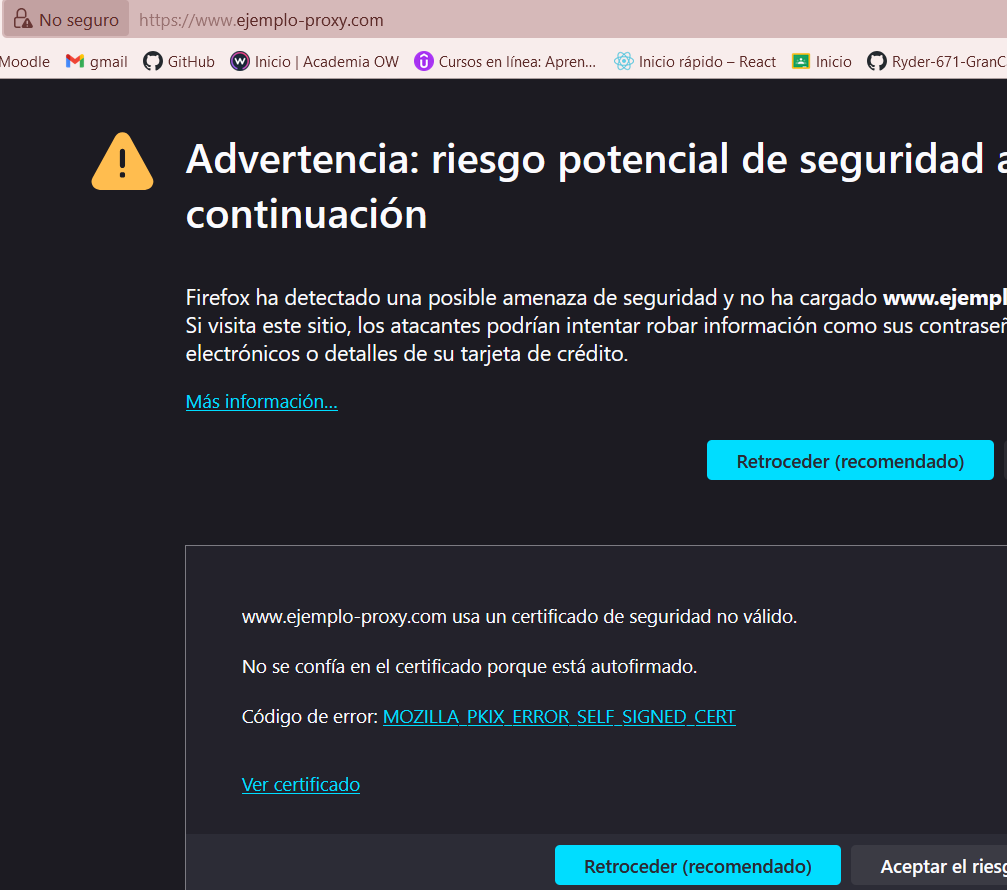 No seguro https://www.ejemplo-proxy.com
Moodle gmail GitHub Inicio | Academia OW Cursos en línea: Apren... Inicio rápido – React Inicio Ryder-671-GranC
Advertencia: riesgo potencial de seguridad a
continuación
Firefox ha detectado una posible amenaza de seguridad y no ha cargado www.ejempl
Si visita este sitio, los atacantes podrían intentar robar información como sus contraseñ
electrónicos o detalles de su tarjeta de crédito.
Más información...
Retroceder (recomendado)
www.ejemplo-proxy.com usa un certificado de seguridad no válido.
No se confía en el certificado porque está autofirmado.
Código de error: MOZILLA_PKIX_ERROR_SELF_SIGNED_CERT
Ver certificado
Retroceder (recomendado) Aceptar el riesg